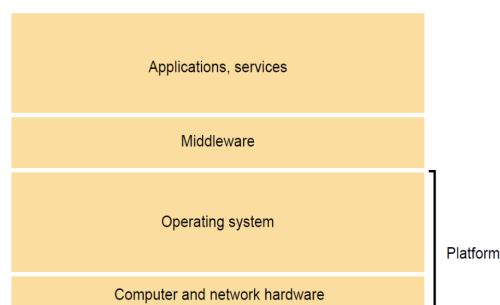 Applications, services
Middleware
Operating system
Platform
Computer and network hardware